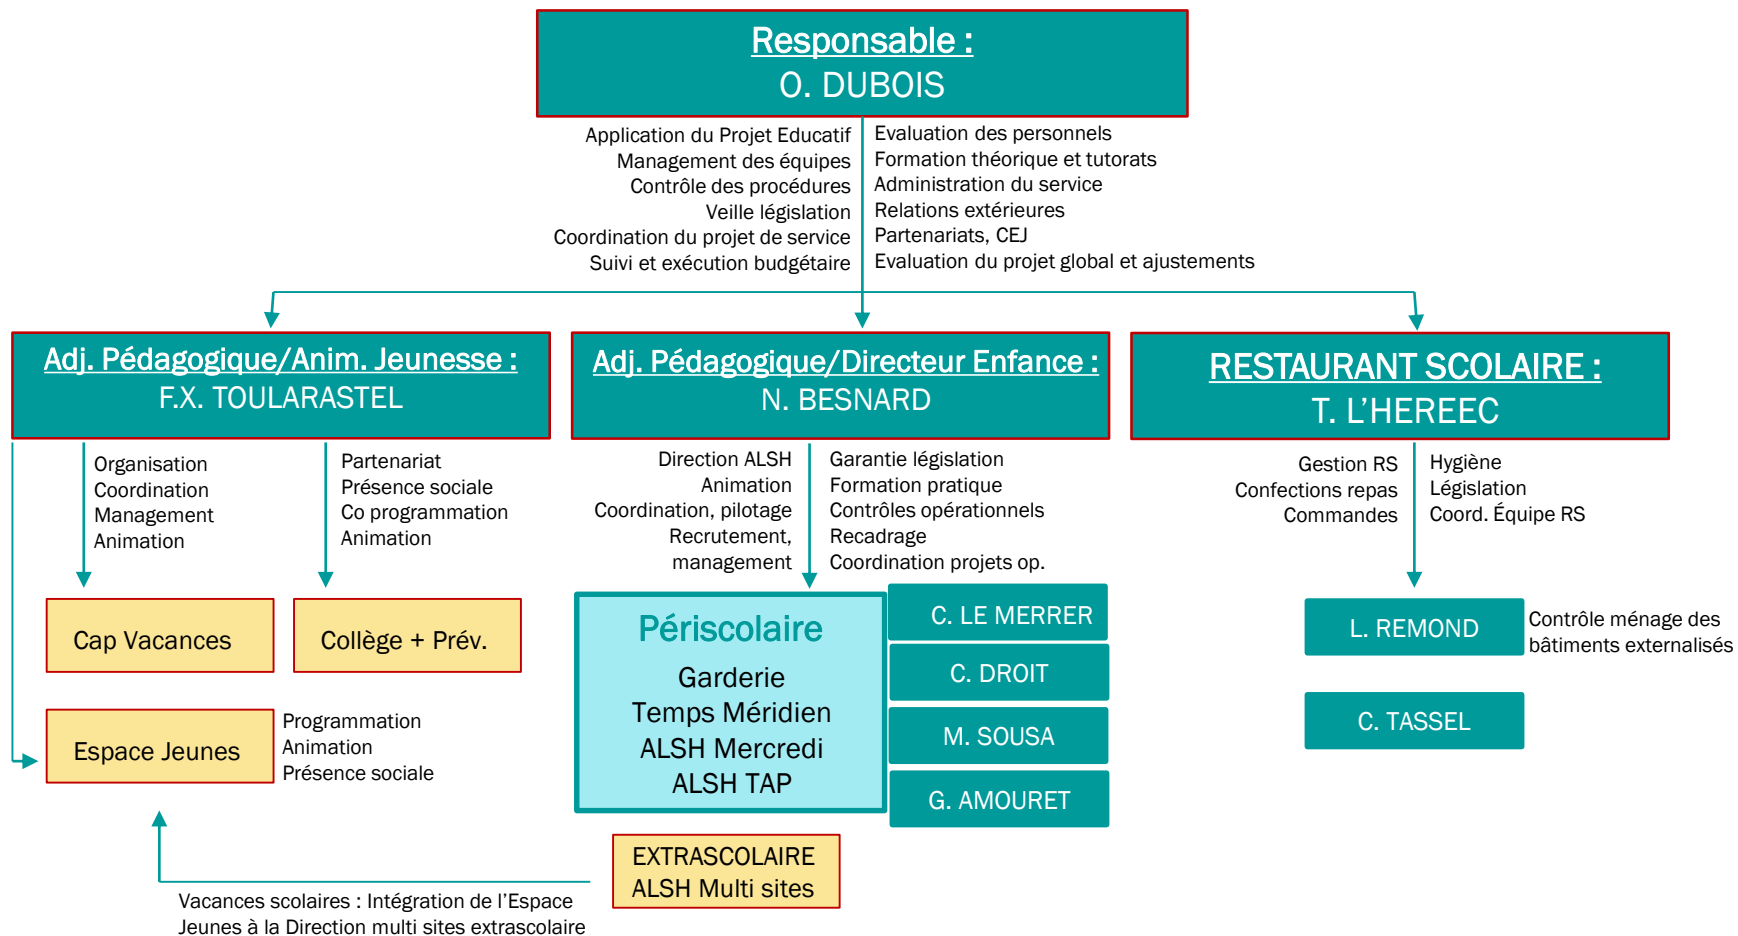 Responsable :
O. DUBOIS
Application du Projet Educatif
Management des équipes
Contrôle des procédures
Veille législation
Coordination du projet de service
Suivi et exécution budgétaire
Evaluation des personnels
Formation théorique et tutorats
Administration du service
Relations extérieures
Partenariats, CEJ
Evaluation du projet global et ajustements
Adj. Pédagogique/Anim. Jeunesse :
F.X. TOULARASTEL
Adj. Pédagogique/Directeur Enfance :
N. BESNARD
RESTAURANT SCOLAIRE :
T. L’HEREEC
Organisation
Coordination
Management
Animation
Partenariat
Présence sociale
Co programmation
Animation
Direction ALSH
Animation
Coordination, pilotage
Recrutement,
management
Garantie législation
Formation pratique
Contrôles opérationnels
Recadrage
Coordination projets op.
Gestion RS
Confections repas
Commandes
Hygiène
Législation
Coord. Équipe RS
Cap Vacances
Collège + Prév.
Espace Jeunes
Programmation
Animation
Présence sociale
Périscolaire
Garderie
Temps Méridien
ALSH Mercredi
ALSH TAP
C. LE MERRER
C. DROIT
M. SOUSA
G. AMOURET
L. REMOND
Contrôle ménage des
bâtiments externalisés
C. TASSEL
EXTRASCOLAIRE
ALSH Multi sites
Vacances scolaires : Intégration de l’Espace
Jeunes à la Direction multi sites extrascolaire